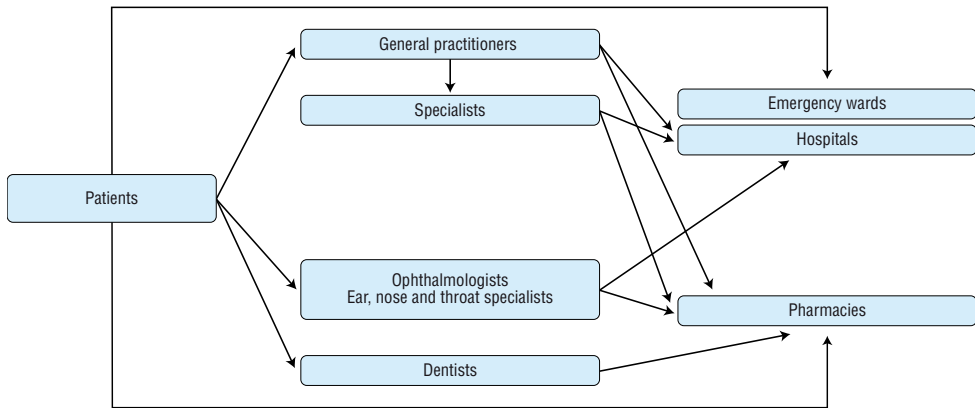 General practitioners
Specialists
Emergency wards
Hospitals
Patients
Ophthalmologists
Ear, nose and throat specialists
Pharmacies
Dentists